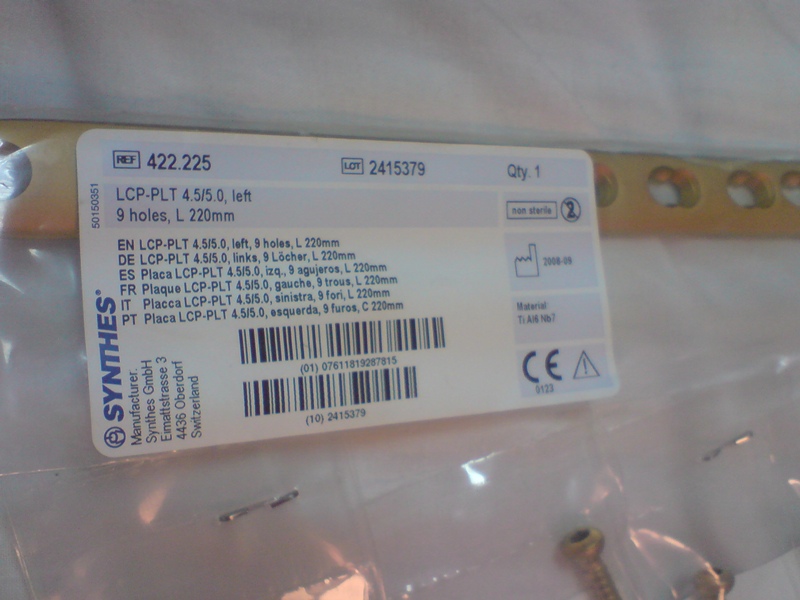 REF 422.225
LOT 2415379
Qty. 1
LCP-PLT 4.5/5.0, left
9 holes, L 220mm
non sterile
2
50150351
EN LCP-PLT 4.5/5.0, left, 9 holes, L 220mm
DE LCP-PLT 4.5/5.0, links, 9 Löcher, L 220mm
ES Placa LCP-PLT 4.5/5.0, izq., 9 agujeros, L 220mm
FR Plaque LCP-PLT 4.5/5.0, gauche, 9 trous, L 220mm
IT Placca LCP-PLT 4.5/5.0, sinistra, 9 fori, L 220mm
PT Placa LCP-PLT 4.5/5.0, esquerda, 9 furos, C 220mm
2008-09
Material:
Ti Al6 Nb7
(01) 07611819287815
(10) 2415379
CE
0123
SYNTHES®
Manufacturer:
Synthes GmbH
Eimattstrasse 3
4436 Oberdorf
Switzerland